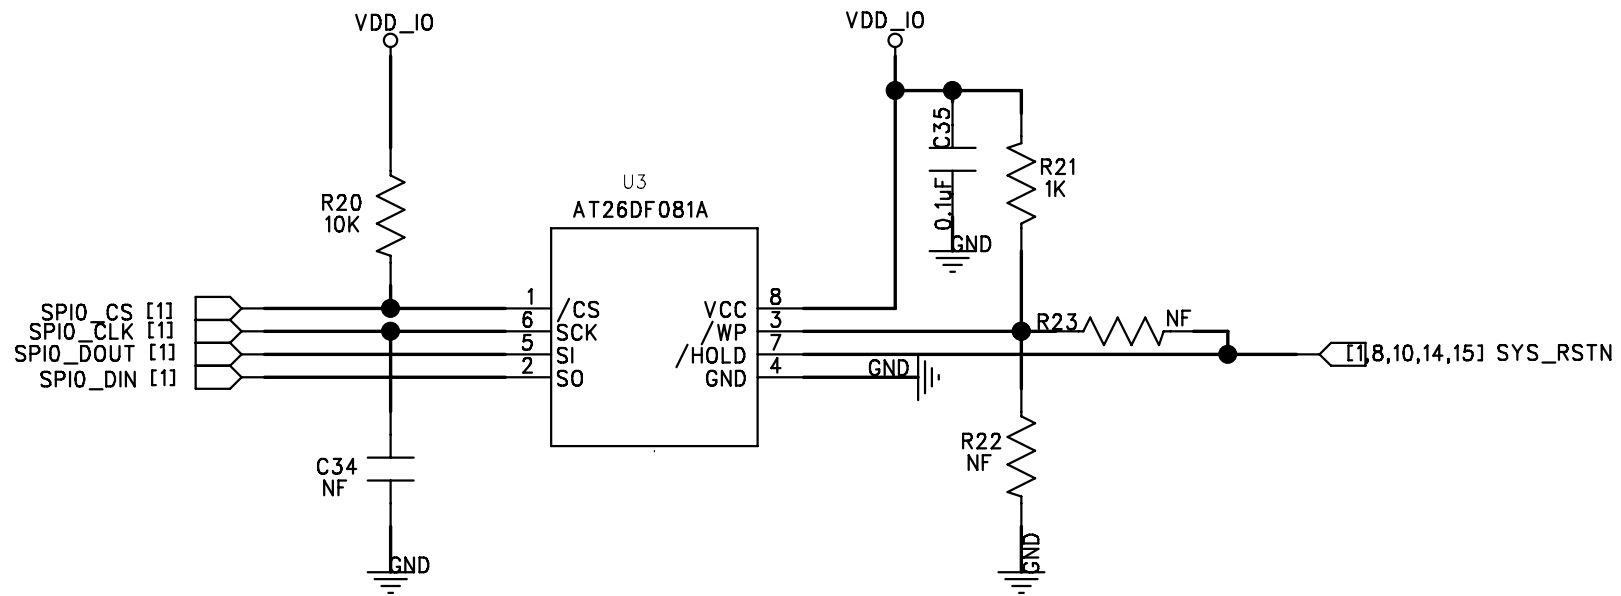 VDD_IO
VDD_IO
C35
0.1uF
GND
R21
1K
R20
10K
U3
AT26DF081A
SPI0_CS [1]
SPI0_CLK [1]
SPI0_DOUT [1]
SPI0_DIN [1]
1
6
5
2
/CS
SCK
SI
SO
VCC
/WP
/HOLD
GND
8
3
7
4
GND
R23
NF
[1,8,10,14,15] SYS_RSTN
R22
NF
GND
C34
NF
GND